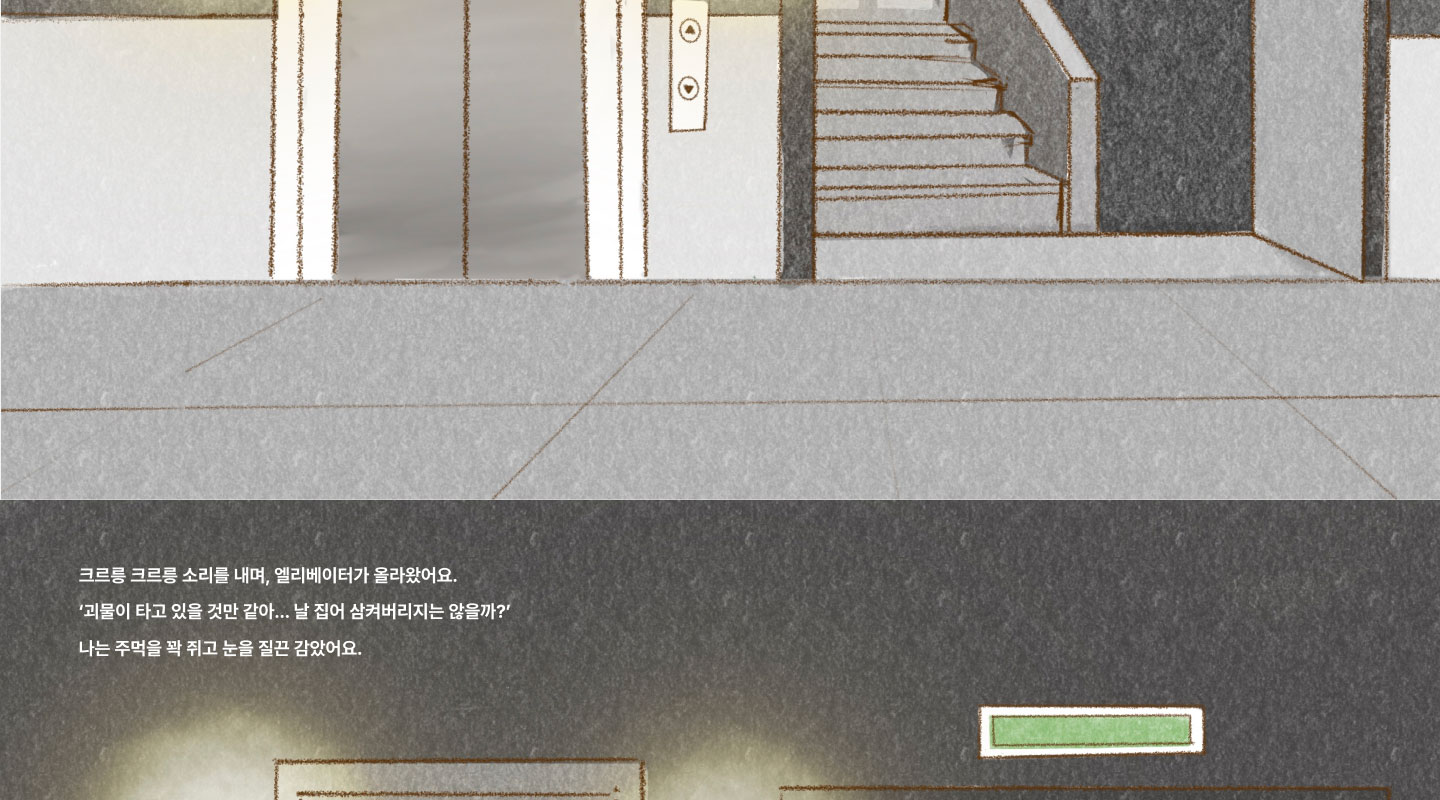 크르릉 크르릉 소리를 내며, 엘리베이터가 올라왔어요.
‘괴물이 타고 있을 것만 같아... 날 집어 삼켜버리지는 않을까?’
나는 주먹을 꽉 쥐고 눈을 질끈 감았어요.